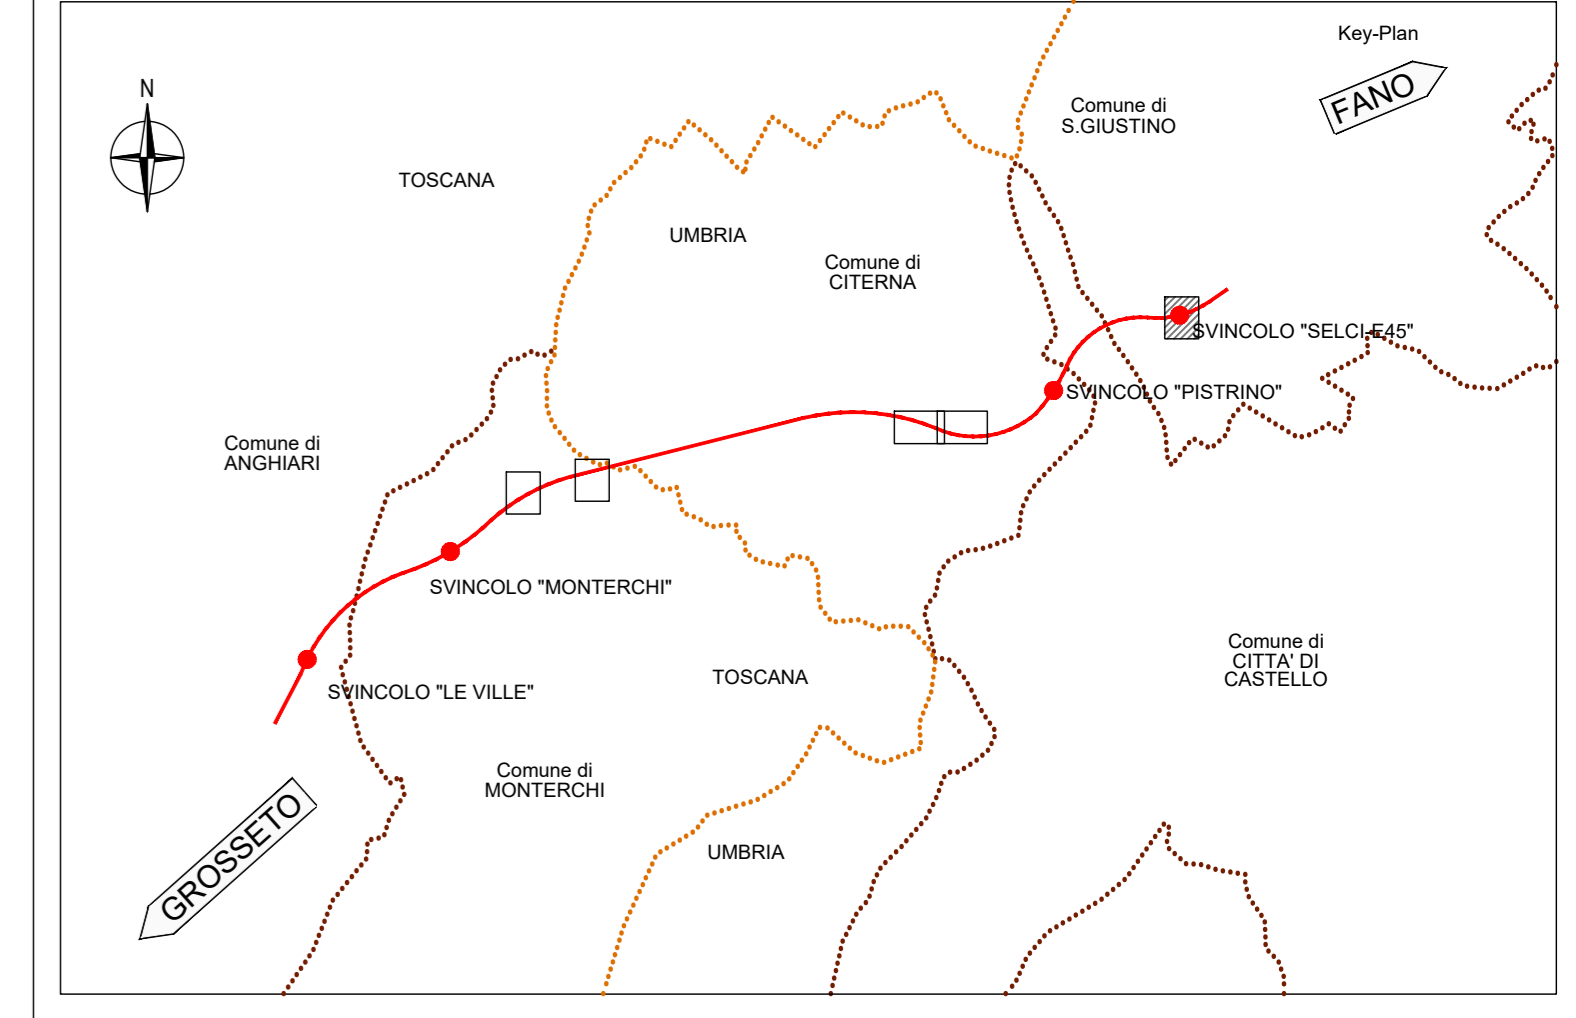 Key-Plan
FANO
N
Comune di
S.GIUSTINO
TOSCANA
UMBRIA
Comune di
CITERNA
SVINCOLO "SELCI-E45"
SVINCOLO "PISTRINO"
Comune di
ANGHIARI
SVINCOLO "MONTERCHI"
Comune di
CITTA' DI
CASTELLO
TOSCANA
SVINCOLO "LE VILLE"
Comune di
MONTERCHI
GROSSETO
UMBRIA